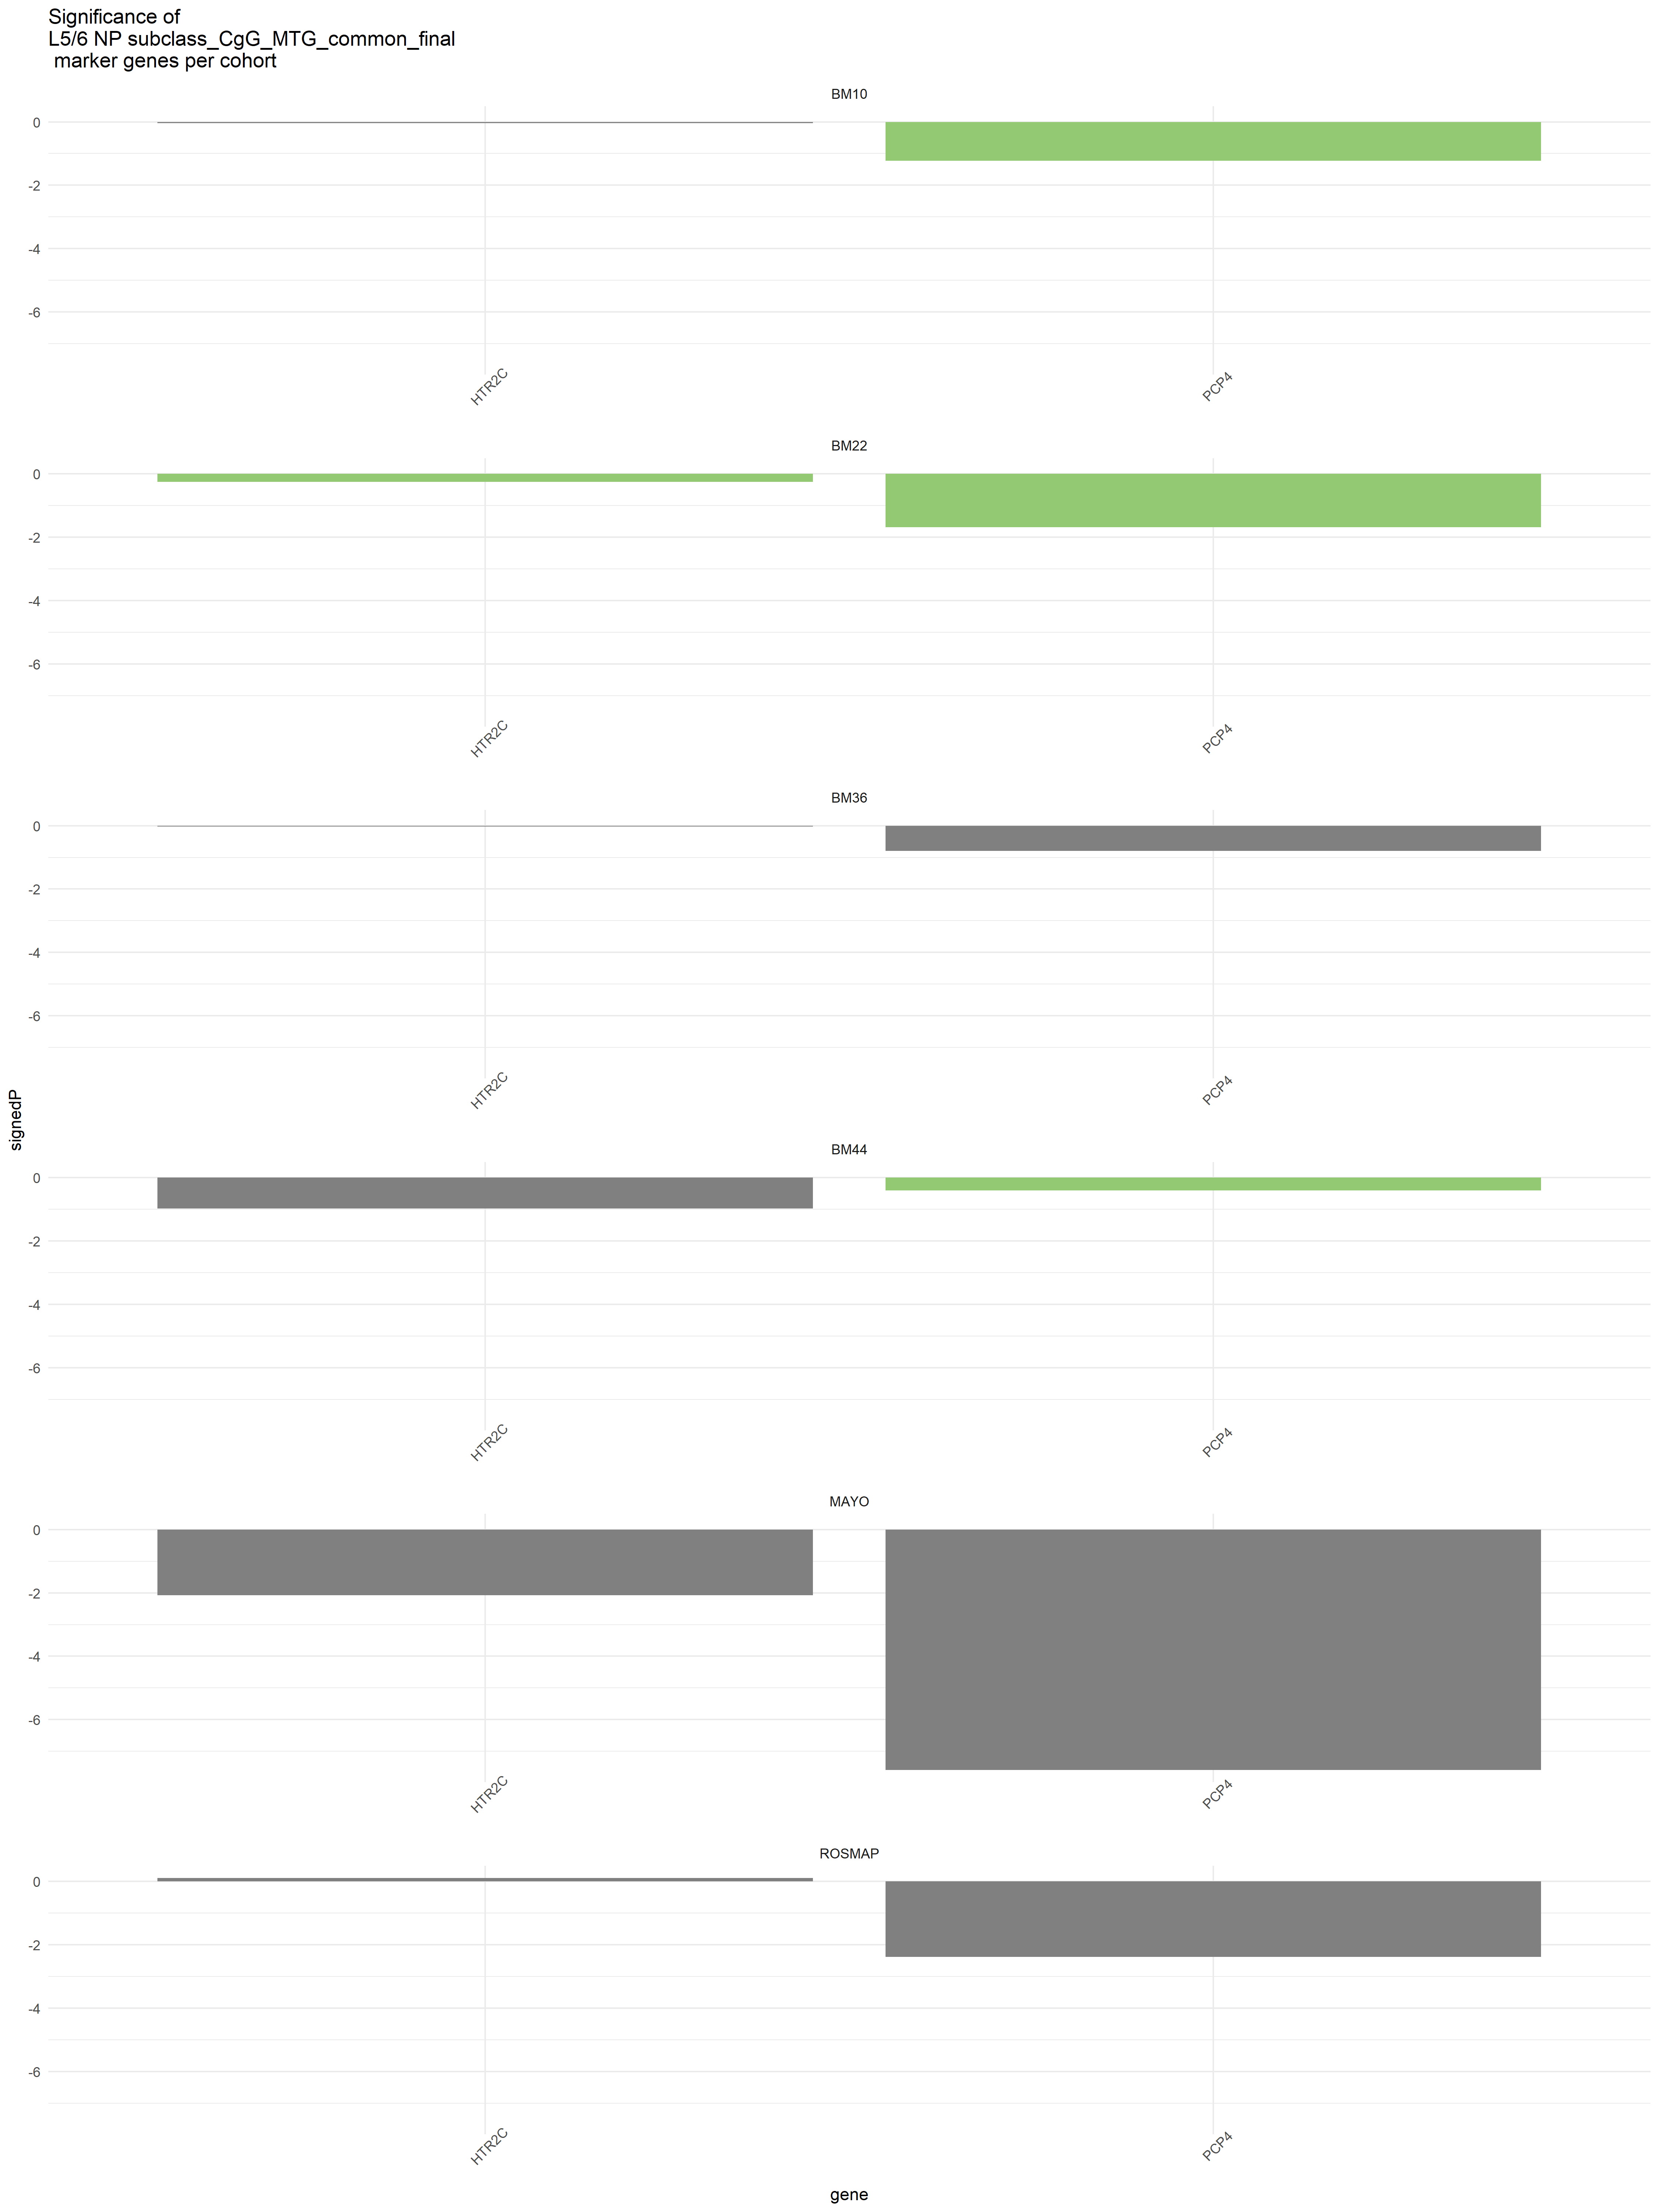 Significance of
L5/6 NP subclass_CgG_MTG_common_final
marker genes per cohort
BM10
0
-2
-4
-6
HTR2C
PCP4
BM22
0
-2
-4
-6
HTR2C
PCP4
BM36
0
-2
-4
-6
HTR2C
PCP4
signedP
BM44
0
-2
-4
-6
HTR2C
PCP4
MAYO
0
-2
-4
-6
HTR2C
PCP4
ROSMAP
0
-2
-4
-6
HTR2C
PCP4
gene